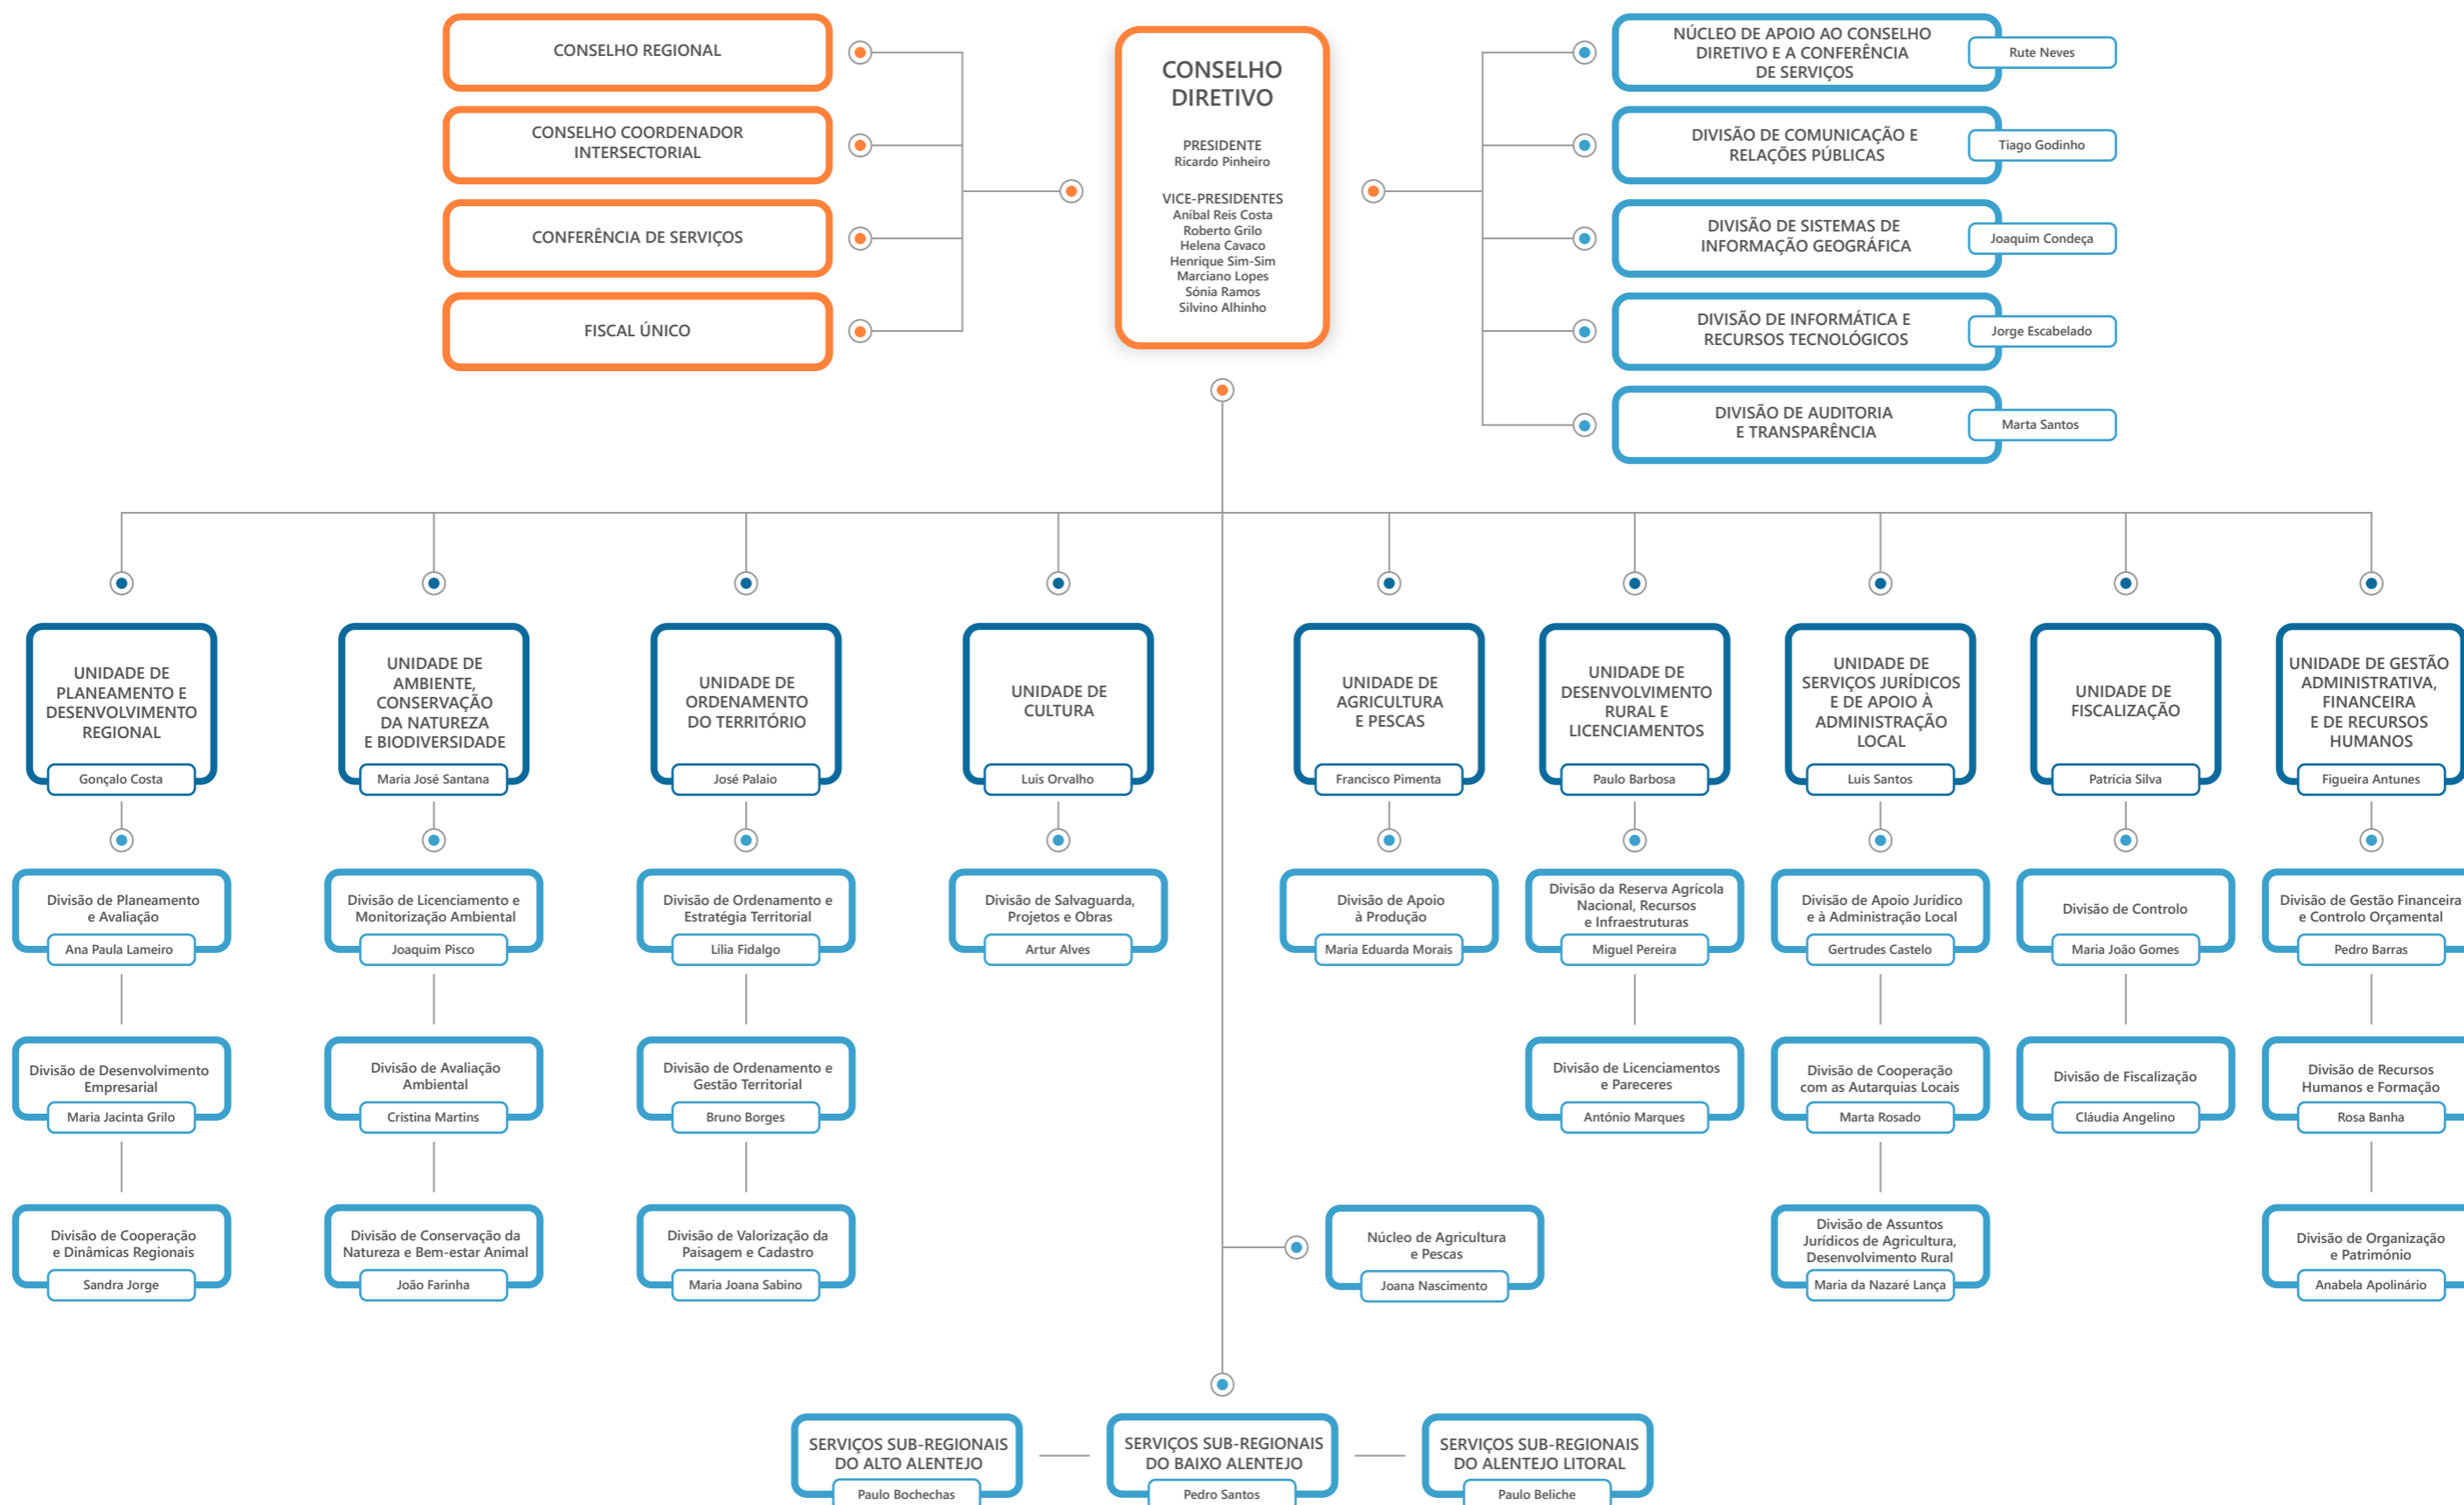 CONSELHO REGIONAL
CONSELHO COORDENADOR
INTERSECTORIAL
CONFERÊNCIA DE SERVIÇOS
FISCAL ÚNICO
CONSELHO
DIRETIVO
PRESIDENTE
Ricardo Pinheiro
VICE-PRESIDENTES
Aníbal Reis Costa
Roberto Grilo
Helena Cavaco
Henrique Sim-Sim
Marciano Lopes
Sónia Ramos
Silvino Alhinho
NÚCLEO DE APOIO AO CONSELHO
DIRETIVO E A CONFERÊNCIA
DE SERVIÇOS
Rute Neves
DIVISÃO DE COMUNICAÇÃO E
RELAÇÕES PÚBLICAS
Tiago Godinho
DIVISÃO DE SISTEMAS DE
INFORMAÇÃO GEOGRÁFICA
Joaquim Condeça
DIVISÃO DE INFORMÁTICA E
RECURSOS TECNOLÓGICOS
Jorge Escabelado
DIVISÃO DE AUDITORIA
E TRANSPARÊNCIA
Marta Santos
UNIDADE DE
PLANEAMENTO E
DESENVOLVIMENTO
REGIONAL
Gonçalo Costa
UNIDADE DE
AMBIENTE,
CONSERVAÇÃO
DA NATUREZA
E BIODIVERSIDADE
Maria José Santana
UNIDADE DE
ORDENAMENTO
DO TERRITÓRIO
José Palaio
UNIDADE DE
CULTURA
Luis Orvalho
UNIDADE DE
AGRICULTURA
E PESCAS
Francisco Pimenta
UNIDADE DE
DESENVOLVIMENTO
RURAL E
LICENCIAMENTOS
Paulo Barbosa
UNIDADE DE
SERVIÇOS JURÍDICOS
E DE APOIO À
ADMINISTRAÇÃO
LOCAL
Luis Santos
UNIDADE DE
FISCALIZAÇÃO
Patrícia Silva
UNIDADE DE GESTÃO
ADMINISTRATIVA,
FINANCEIRA
E DE RECURSOS
HUMANOS
Figueira Antunes
Divisão de Planeamento
e Avaliação
Ana Paula Lameiro
Divisão de Licenciamento e
Monitorização Ambiental
Joaquim Pisco
Divisão de Ordenamento e
Estratégia Territorial
Lília Fidalgo
Divisão de Salvaguarda,
Projetos e Obras
Artur Alves
Divisão de Apoio
à Produção
Maria Eduarda Morais
Divisão da Reserva Agrícola
Nacional, Recursos
e Infraestruturas
Miguel Pereira
Divisão de Apoio Jurídico
e à Administração Local
Gertrudes Castelo
Divisão de Controlo
Maria João Gomes
Divisão de Gestão Financeira
e Controlo Orçamental
Pedro Barras
Divisão de Desenvolvimento
Empresarial
Maria Jacinta Grilo
Divisão de Avaliação
Ambiental
Cristina Martins
Divisão de Ordenamento e
Gestão Territorial
Bruno Borges
Divisão de Licenciamentos
e Pareceres
António Marques
Divisão de Cooperação
com as Autarquias Locais
Marta Rosado
Divisão de Fiscalização
Cláudia Angelino
Divisão de Recursos
Humanos e Formação
Rosa Banha
Divisão de Cooperação
e Dinâmicas Regionais
Sandra Jorge
Divisão de Conservação da
Natureza e Bem-estar Animal
João Farinha
Divisão de Valorização da
Paisagem e Cadastro
Maria Joana Sabino
Núcleo de Agricultura
e Pescas
Joana Nascimento
Divisão de Assuntos
Jurídicos de Agricultura,
Desenvolvimento Rural
Maria da Nazaré Lança
Divisão de Organização
e Património
Anabela Apolinário
SERVIÇOS SUB-REGIONAIS
DO ALTO ALENTEJO
Paulo Bochechas
SERVIÇOS SUB-REGIONAIS
DO BAIXO ALENTEJO
Pedro Santos
SERVIÇOS SUB-REGIONAIS
DO ALENTEJO LITORAL
Paulo Beliche